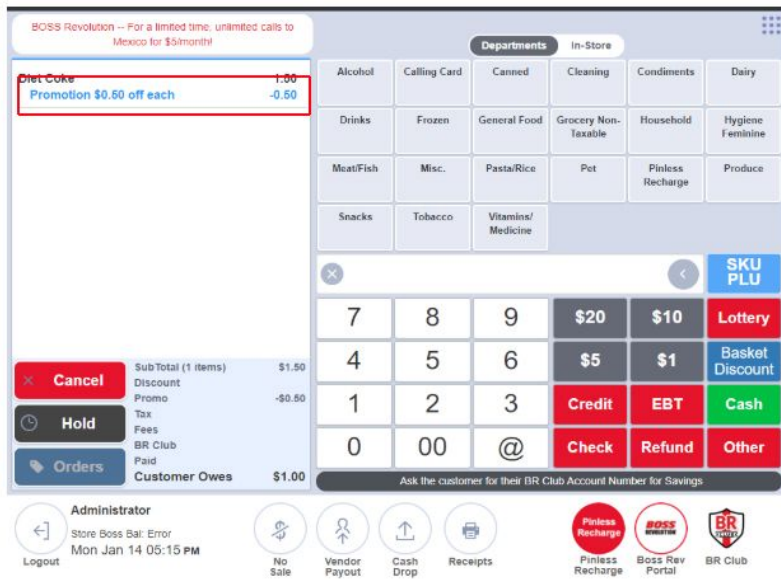 BOSS Revolution -- For a limited time, unlimited calls to
Mexico for $5/month!
Departments In-Store
Diet Coke 1.50
Promotion $0.50 off each -0.50
Alcohol Calling Card Canned Cleaning Condiments Dairy
Drinks Frozen General Food Grocery Non-Taxable Household Hygiene Feminine
Meat/Fish Misc. Pasta/Rice Pet Pinless Recharge Produce
Snacks Tobacco Vitamins/Medicine
SKU
PLU
7 8 9 $20 $10 Lottery
4 5 6 $5 $1 Basket Discount
1 2 3 Credit EBT Cash
0 00 @ Check Refund Other
Cancel
Hold
Orders
SubTotal (1 items) $1.50
Discount
Promo -$0.50
Tax
Fees
BR Club
Paid
Customer Owes $1.00
Ask the customer for their BR Club Account Number for Savings
Administrator
Store Boss Bal: Error
Mon Jan 14 05:15 PM
Logout
No Sale
Vendor Payout
Cash Drop
Receipts
Pinless Recharge
Pinless Recharge
BOSS
REVOLUTION
Boss Rev Portal
BR
BR Club